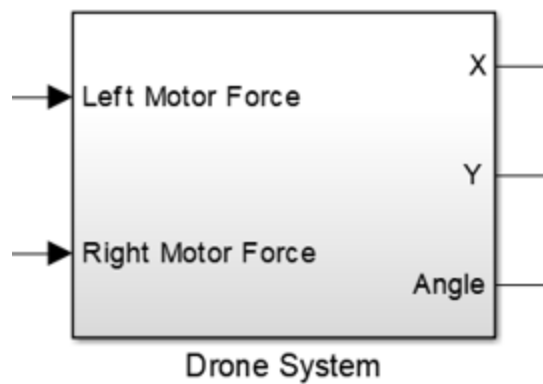 X
Left Motor Force
Y
Right Motor Force
Angle
Drone System